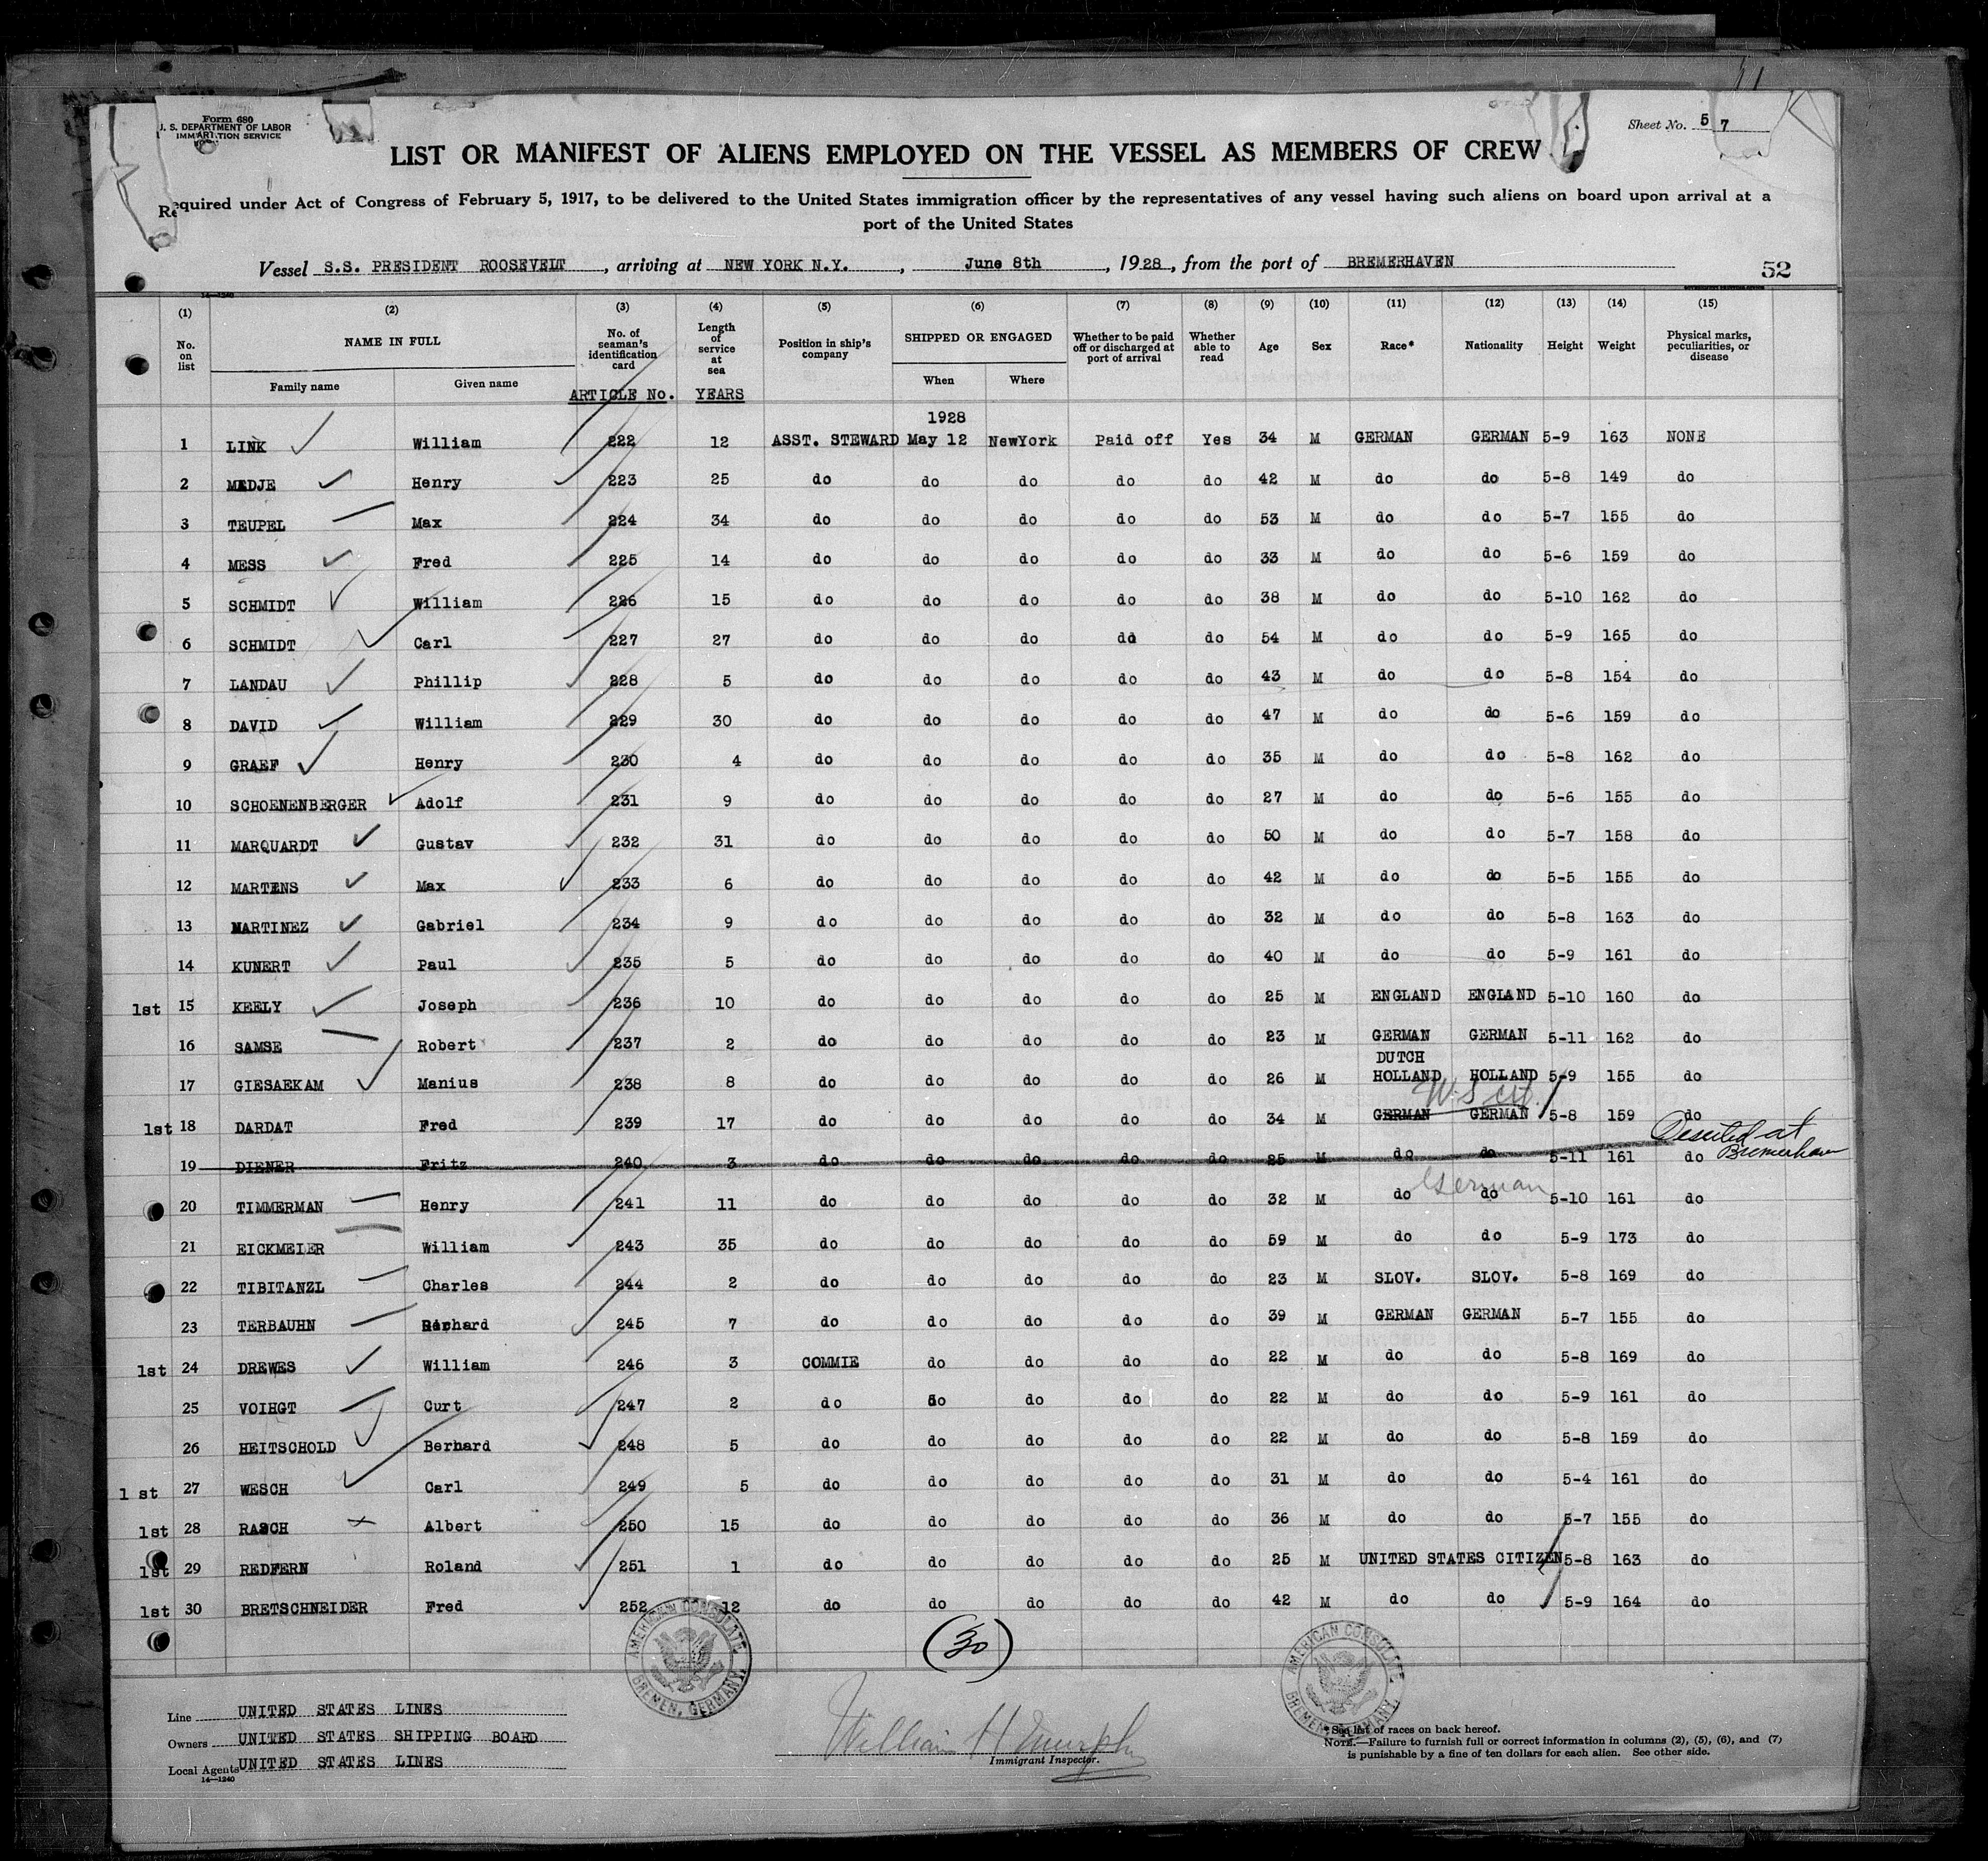 Form 680
U. S. DEPARTMENT OF LABOR
IMMIGRATION SERVICE
Sheet No. 5 7
LIST OR MANIFEST OF ALIENS EMPLOYED ON THE VESSEL AS MEMBERS OF CREW
Required under Act of Congress of February 5, 1917, to be delivered to the United States immigration officer by the representatives of any vessel having such aliens on board upon arrival at a
port of the United States
Vessel S.S. PRESIDENT ROOSEVELT, arriving at NEW YORK N.Y., June 8th, 1928, from the port of BREMERHAVEN
52
14-1240
(1) (2) (3) (4) (5) (6) (7) (8) (9) (10) (11) (12) (13) (14) (15)
No. on list NAME IN FULL Family name Given name No. of seaman's identification card Length of service at sea Position in ship's company SHIPPED OR ENGAGED When Where Whether to be paid off or discharged at port of arrival Whether able to read Age Sex Race* Nationality Height Weight Physical marks, peculiarities, or disease
ARTICLE No. YEARS
1928
1 LINK William 222 12 ASST. STEWARD May 12 NewYork Paid off Yes 34 M GERMAN GERMAN 5-9 163 NONE
2 MEDJE Henry 223 25 do do do do do 42 M do do 5-8 149 do
3 TEUPEL Max 224 34 do do do do do 53 M do do 5-7 155 do
4 MESS Fred 225 14 do do do do do 33 M do do 5-6 159 do
5 SCHMIDT William 226 15 do do do do do 38 M do do 5-10 162 do
6 SCHMIDT Carl 227 27 do do do do do 54 M do do 5-9 165 do
7 LANDAU Phillip 228 5 do do do do do 43 M do do 5-8 154 do
8 DAVID William 229 30 do do do do do 47 M do do 5-6 159 do
9 GRAEF Henry 230 4 do do do do do 35 M do do 5-8 162 do
10 SCHOENENBERGER Adolf 231 9 do do do do do 27 M do do 5-6 155 do
11 MARQUARDT Gustav 232 31 do do do do do 50 M do do 5-7 158 do
12 MARTENS Max 233 6 do do do do do 42 M do do 5-5 155 do
13 MARTINEZ Gabriel 234 9 do do do do do 32 M do do 5-8 163 do
14 KUNERT Paul 235 5 do do do do do 40 M do do 5-9 161 do
1st 15 KEELY Joseph 236 10 do do do do do 25 M ENGLAND ENGLAND 5-10 160 do
16 SAMSE Robert 237 2 do do do do do 23 M GERMAN GERMAN 5-11 162 do
DUTCH
17 GIESAEKAM Manius 238 8 do do do do do 26 M HOLLAND HOLLAND 5-9 155 do
1st 18 DARDAT Fred 239 17 do do do do do 34 M GERMAN GERMAN 5-8 159 do
Deserted at
Bremerhaven
19 DIENER Fritz 240 3 do do do do do 25 M do do 5-11 161 do
German
20 TIMMERMAN Henry 241 11 do do do do do 32 M do do 5-10 161 do
21 EICKMEIER William 243 35 do do do do do 59 M do do 5-9 173 do
22 TIBITANZL Charles 244 2 do do do do do 23 M SLOV. SLOV. 5-8 169 do
23 TERBAUHN Richard 245 7 do do do do do 39 M GERMAN GERMAN 5-7 155 do
1st 24 DREWES William 246 3 COMMIE do do do do 22 M do do 5-8 169 do
25 VOIHGT Curt 247 2 do do do do do 22 M do do 5-9 161 do
26 HEITSCHOLD Berhard 248 5 do do do do do 22 M do do 5-8 159 do
1 st 27 WESCH Carl 249 5 do do do do do 31 M do do 5-4 161 do
1st 28 RASCH Albert 250 15 do do do do do 36 M do do 5-7 155 do
1st 29 REDFERN Roland 251 1 do do do do do 25 M UNITED STATES CITIZEN 5-8 163 do
1st 30 BRETSCHNEIDER Fred 252 12 do do do do do 42 M do do 5-9 164 do
(30)
AMERICAN CONSULATE
BREMEN, GERMANY
AMERICAN CONSULATE
BREMEN, GERMANY
Line UNITED STATES LINES
Owners UNITED STATES SHIPPING BOARD
Local Agents UNITED STATES LINES
14-1240
William H Murphy
Immigrant Inspector.
*See list of races on back hereof.
NOTE.—Failure to furnish full or correct information in columns (2), (5), (6), and (7)
is punishable by a fine of ten dollars for each alien. See other side.